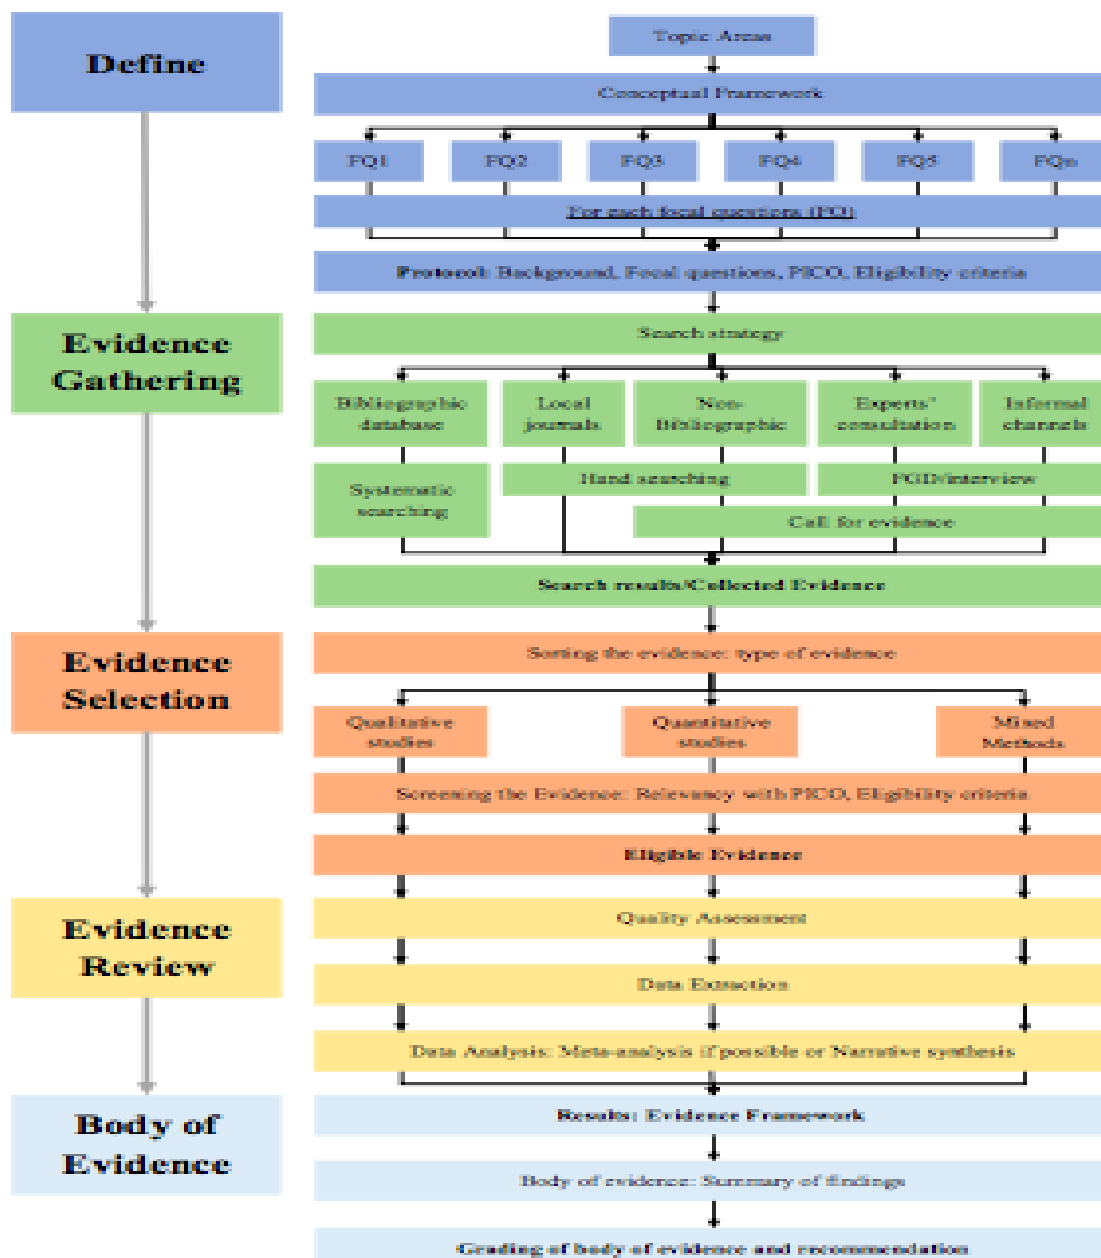 Define
Topic Areas
Conceptual Framework
FQ1
FQ2
FQ3
FQ4
FQ5
FQn
For each focal questions (FQ)
Protocol: Background, Focal questions, PICO, Eligibility criteria
Evidence
Gathering
Search strategy
Bibliographic
database
Local
journals
Non-
Bibliographic
Experts'
consultation
Informal
channels
Systematic
searching
Hand searching
FGD/interview
Call for evidence
Search results/Collected Evidence
Evidence
Selection
Sorting the evidence: type of evidence
Qualitative
studies
Quantitative
studies
Mixed
Methods
Screening the Evidence: Relevancy with PICO, Eligibility criteria
Eligible Evidence
Evidence
Review
Quality Assessment
Data Extraction
Data Analysis: Meta-analysis if possible or Narrative synthesis
Body of
Evidence
Results: Evidence Framework
Body of evidence: Summary of findings
Grading of body of evidence and recommendation